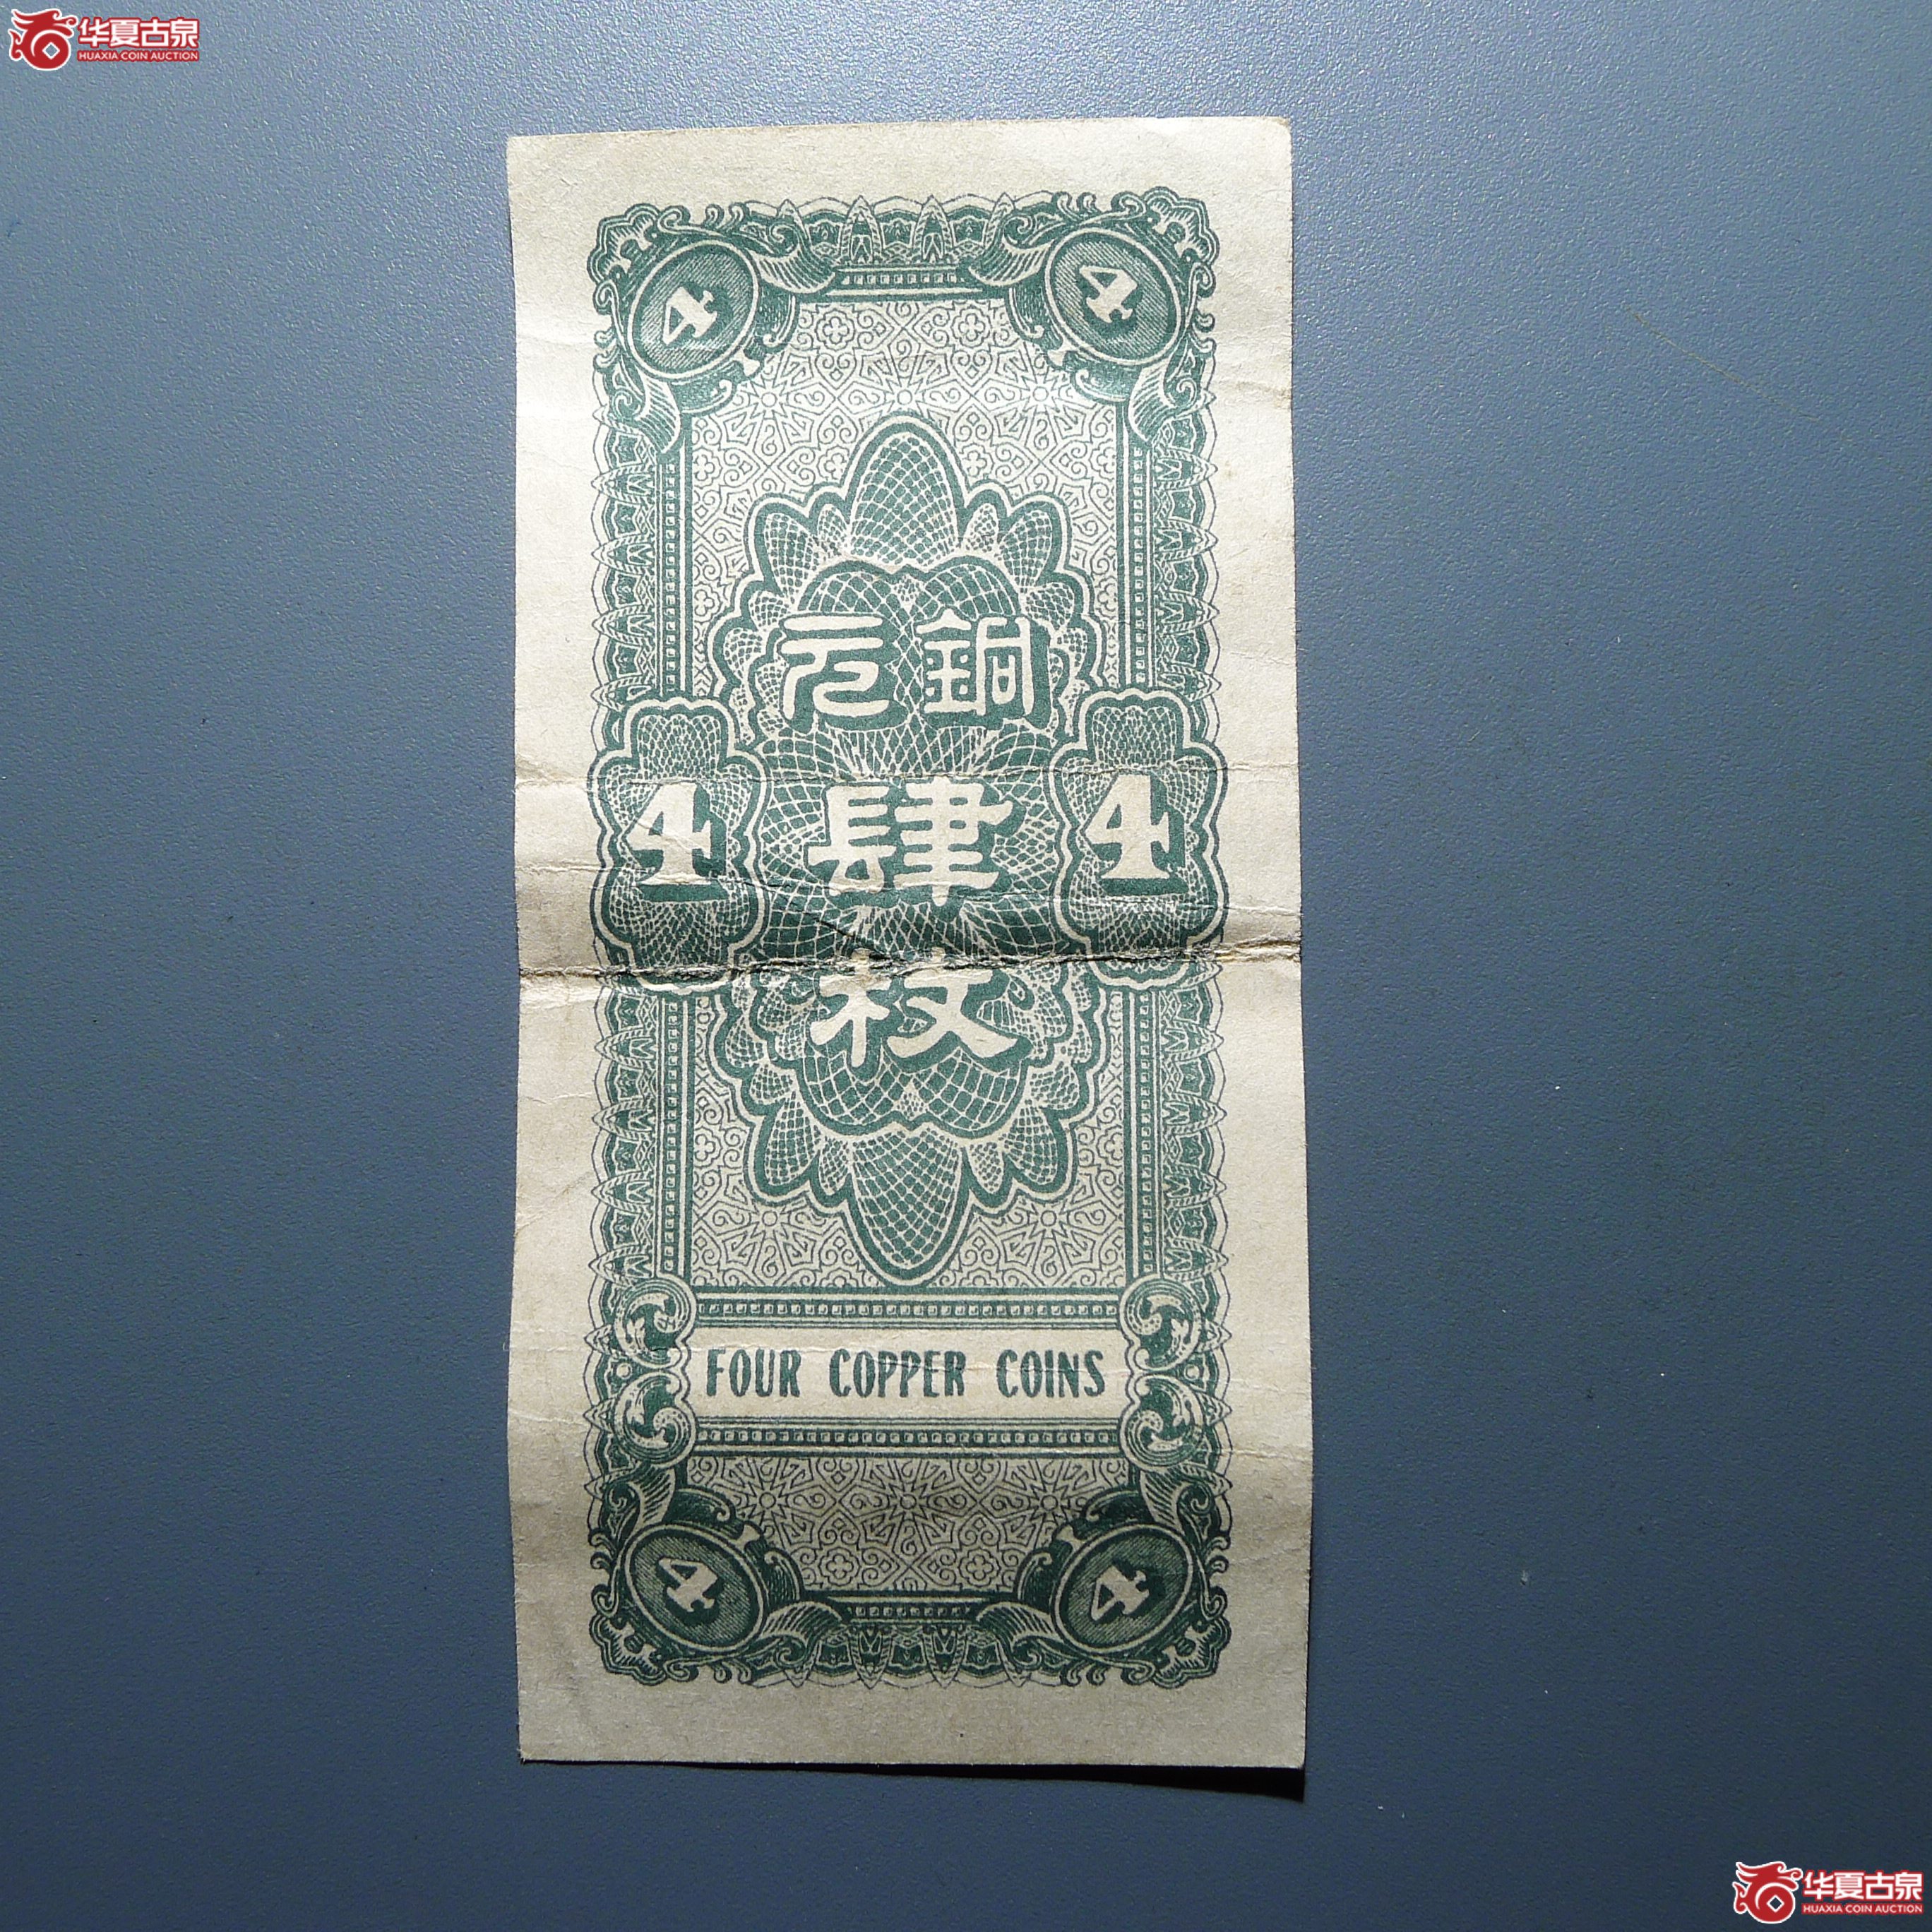 华夏古泉
HUAXIA COIN AUCTION
4 4
銅元
4 肆 4
枚
FOUR COPPER COINS
4 4
华夏古泉
HUAXIA COIN AUCTION